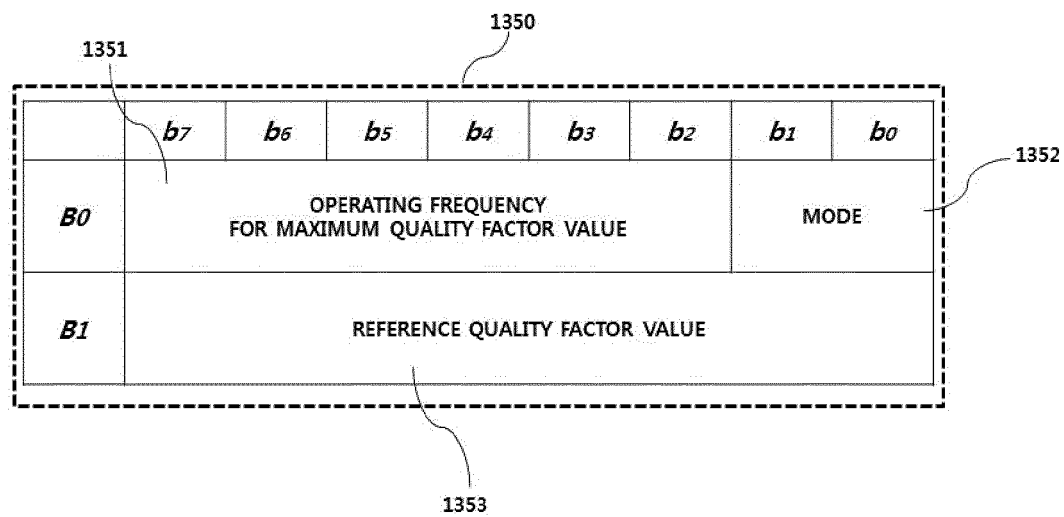 1350
1351
b7 b6 b5 b4 b3 b2 b1 b0
1352
B0
OPERATING FREQUENCY
FOR MAXIMUM QUALITY FACTOR VALUE
MODE
B1
REFERENCE QUALITY FACTOR VALUE
1353